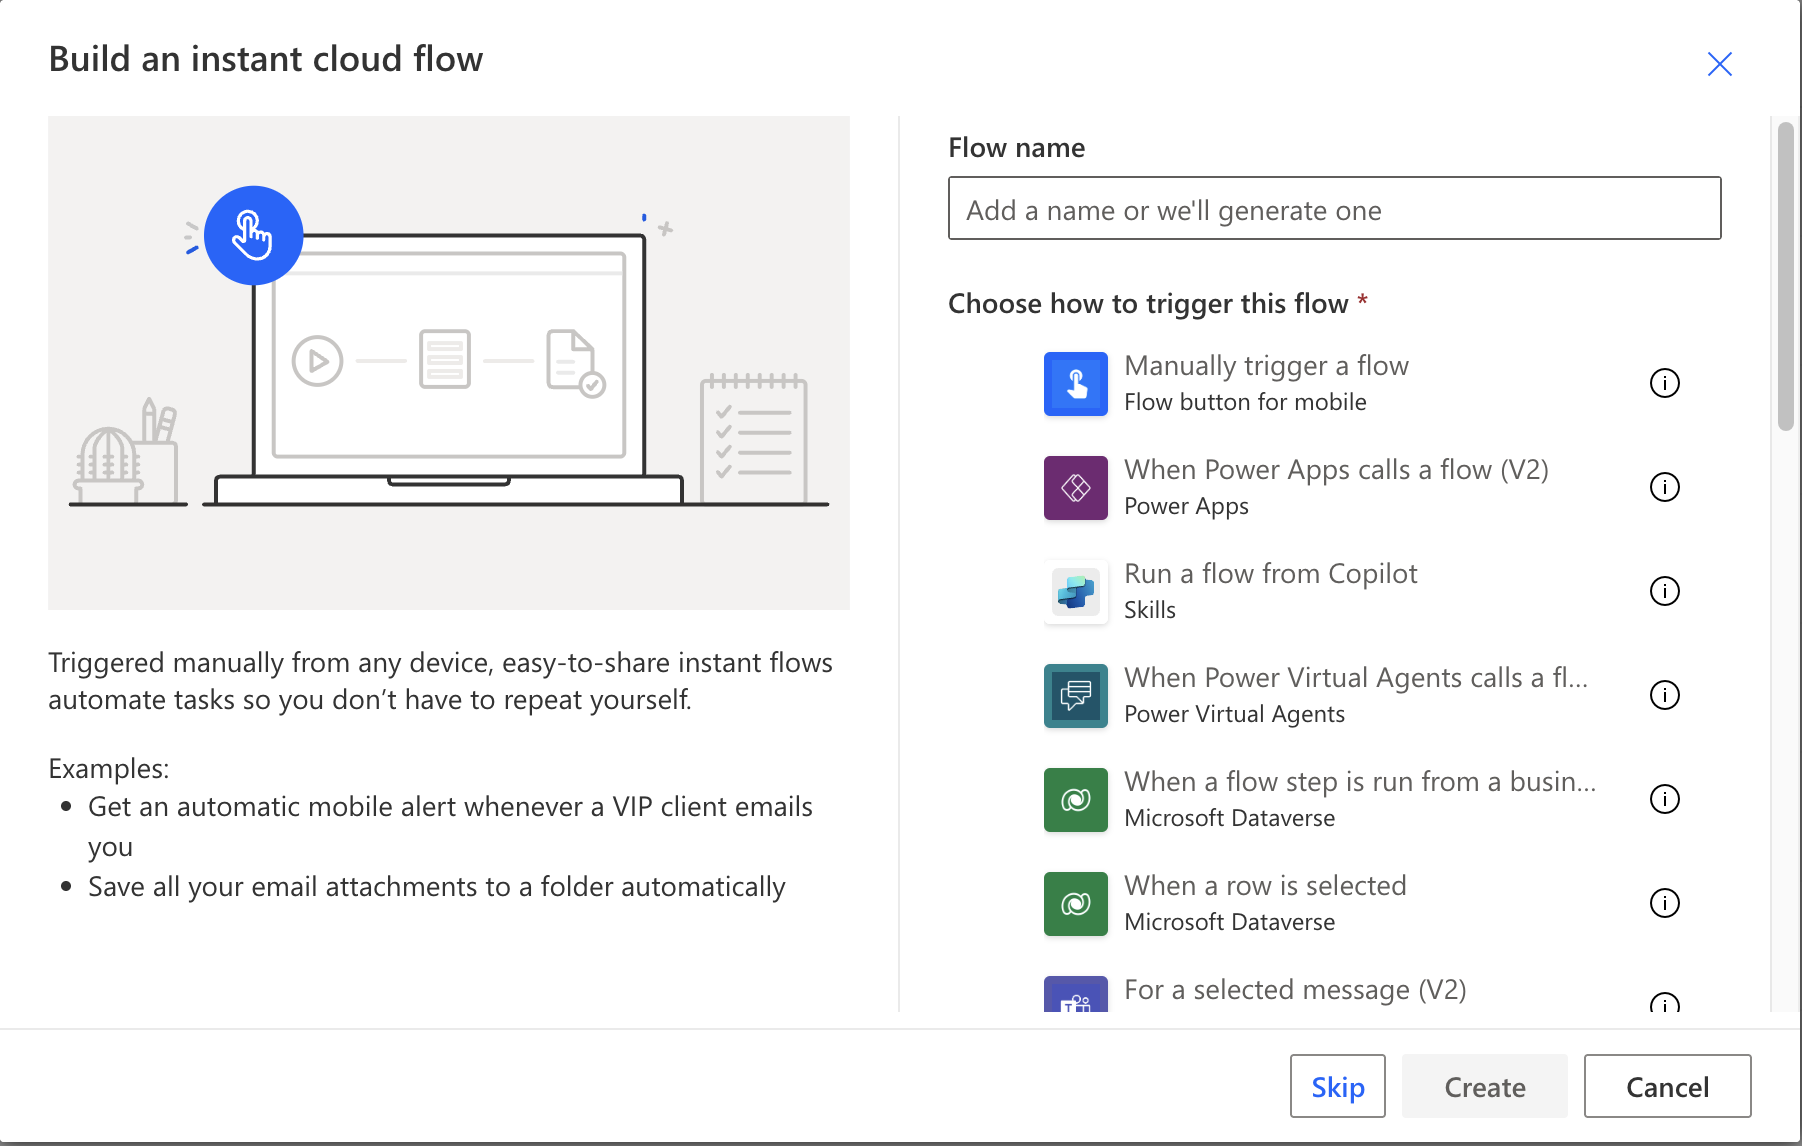 Build an instant cloud flow
Triggered manually from any device, easy-to-share instant flows
automate tasks so you don’t have to repeat yourself.
Examples:
Get an automatic mobile alert whenever a VIP client emails
you
Save all your email attachments to a folder automatically
Flow name
Add a name or we'll generate one
Choose how to trigger this flow *
Manually trigger a flow
Flow button for mobile
When Power Apps calls a flow (V2)
Power Apps
Run a flow from Copilot
Skills
When Power Virtual Agents calls a fl...
Power Virtual Agents
When a flow step is run from a busin...
Microsoft Dataverse
When a row is selected
Microsoft Dataverse
For a selected message (V2)
Skip
Create
Cancel